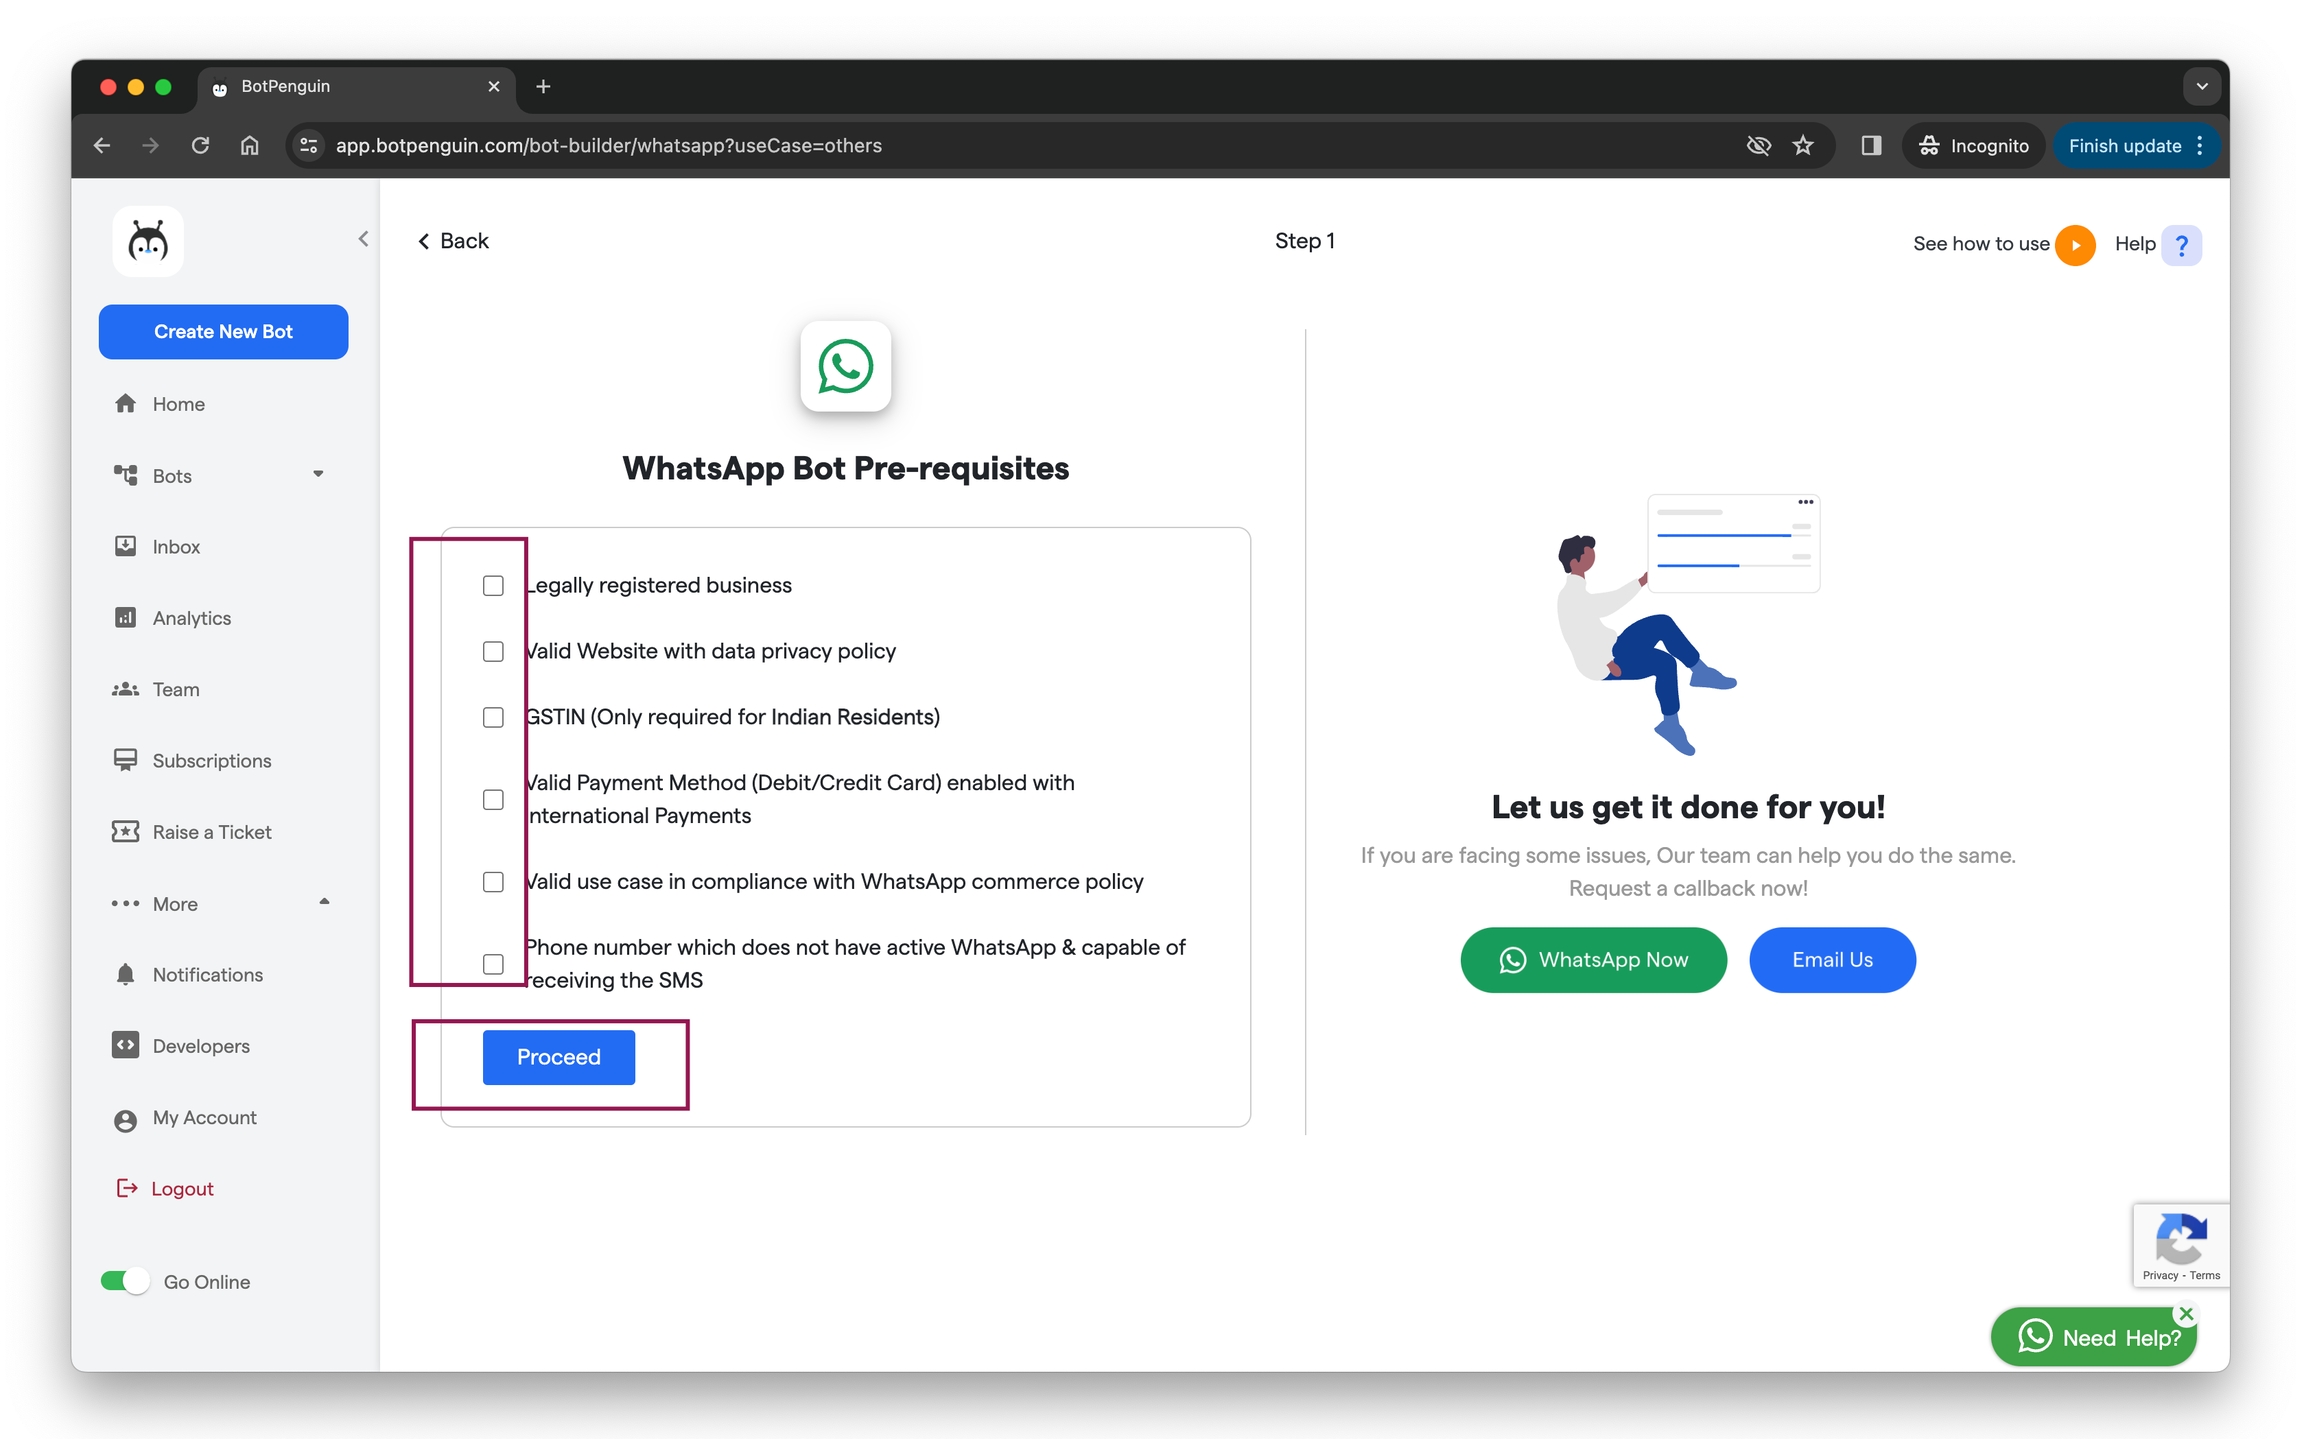 BotPenguin
app.botpenguin.com/bot-builder/whatsapp?useCase=others
Incognito
Finish update
Create New Bot
Home
Bots
Inbox
Analytics
Team
Subscriptions
Raise a Ticket
More
Notifications
Developers
My Account
Logout
Go Online
Back
Step 1
See how to use
Help ?
WhatsApp Bot Pre-requisites
Legally registered business
Valid Website with data privacy policy
GSTIN (Only required for Indian Residents)
Valid Payment Method (Debit/Credit Card) enabled with
International Payments
Valid use case in compliance with WhatsApp commerce policy
Phone number which does not have active WhatsApp & capable of
receiving the SMS
Proceed
Let us get it done for you!
If you are facing some issues, Our team can help you do the same.
Request a callback now!
WhatsApp Now
Email Us
Privacy - Terms
Need Help?